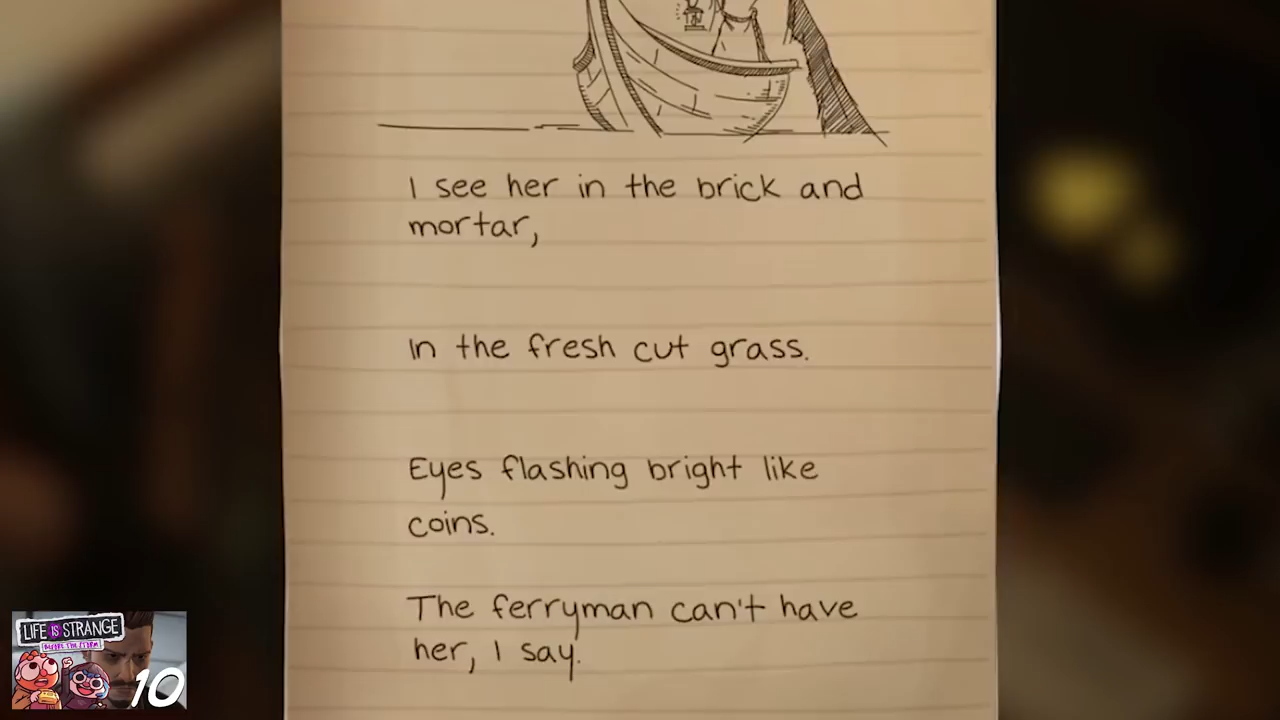 I see her in the brick and
mortar,
In the fresh cut grass.
Eyes flashing bright like
coins.
The ferryman can't have
her, I say.
LIFE IS STRANGE
BEFORE THE STORM
10